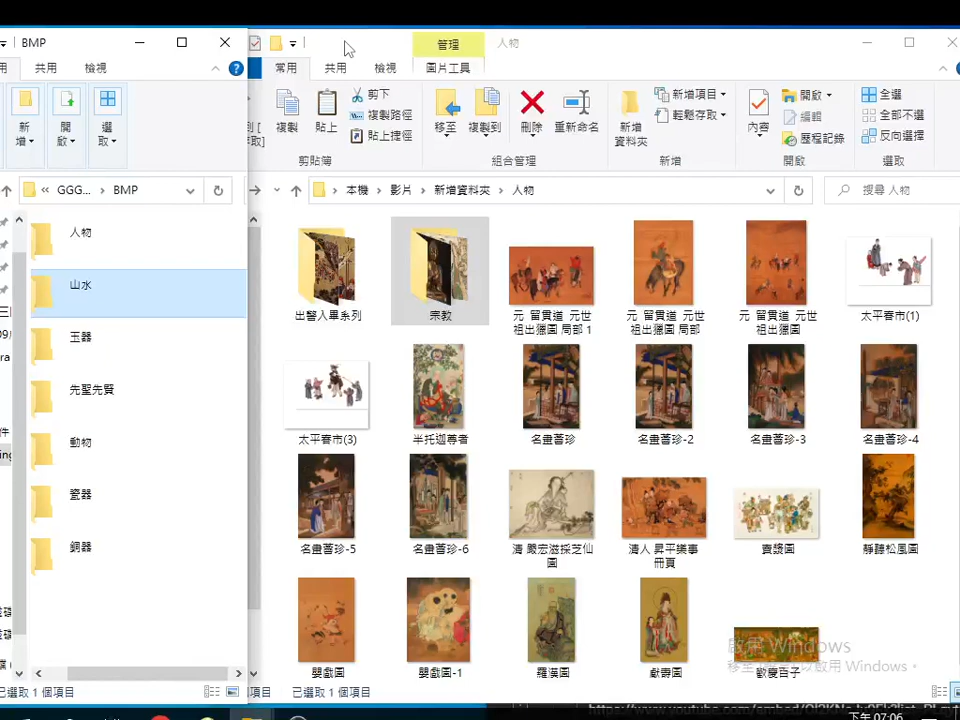 BMP
共用
檢視
新
增
開
啟
選
取
GGG...
BMP
人物
山水
玉器
先聖先賢
動物
瓷器
銅器
已選取 1 個項目
管理
人物
常用
共用
檢視
圖片工具
複製
貼上
剪下
複製路徑
貼上捷徑
剪貼簿
移至
複製到
刪除
重新命名
組合管理
新增
資料夾
新增項目
輕鬆存取
新增
內容
開啟
編輯
歷程記錄
開啟
全選
全部不選
反向選擇
選取
本機
影片
新增資料夾
人物
搜尋 人物
出警入蹕系列
宗教
元 留貫道 元世
祖出獵圖 局部 1
元 留貫道 元世
祖出獵圖 局部
元 留貫道 元世
祖出獵圖
太平春市(1)
太平春市(3)
半托迦尊者
名畫薈珍
名畫薈珍-2
名畫薈珍-3
名畫薈珍-4
名畫薈珍-5
名畫薈珍-6
清 嚴宏滋採芝仙
圖
清人 昇平樂事
冊頁
賣漿圖
靜聽松風圖
嬰戲圖
嬰戲圖-1
羅漢圖
獻壽圖
歡慶百子
啟用 Windows
移至 [設定] 以啟用 Windows。
已選取 1 個項目
下午 07:06